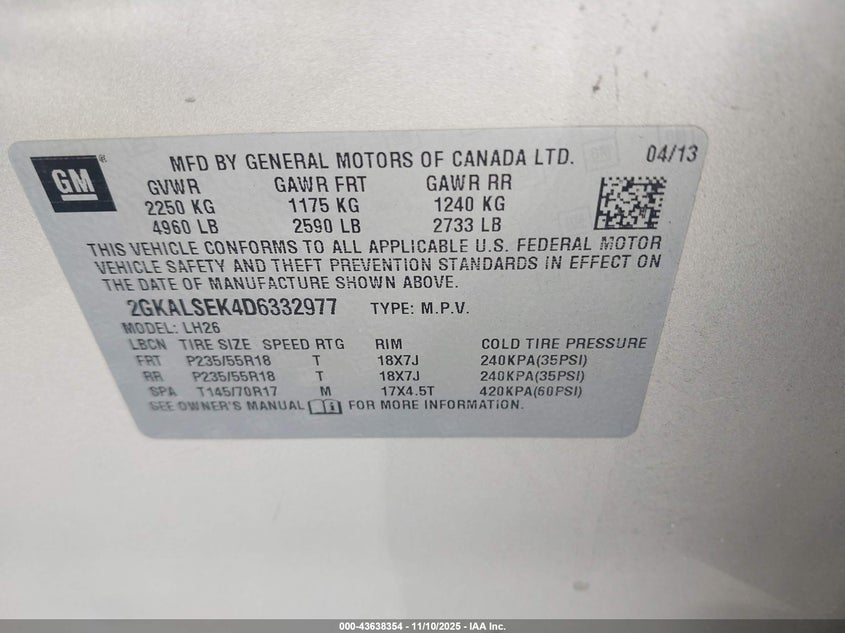 GM
MFD BY GENERAL MOTORS OF CANADA LTD. 04/13
GVWR GAWR FRT GAWR RR
2250 KG 1175 KG 1240 KG
4960 LB 2590 LB 2733 LB
THIS VEHICLE CONFORMS TO ALL APPLICABLE U.S. FEDERAL MOTOR
VEHICLE SAFETY AND THEFT PREVENTION STANDARDS IN EFFECT ON
THE DATE OF MANUFACTURE SHOWN ABOVE.
2GKALSEK4D6332977 TYPE: M.P.V.
MODEL: LH26
LBCN TIRE SIZE SPEED RTG RIM COLD TIRE PRESSURE
FRT P235/55R18 T 18X7J 240KPA(35PSI)
RR P235/55R18 T 18X7J 240KPA(35PSI)
SPA T145/70R17 M 17X4.5T 420KPA(60PSI)
SEE OWNER'S MANUAL FOR MORE INFORMATION.
000-43638354 — 11/10/2025 — IAA Inc.